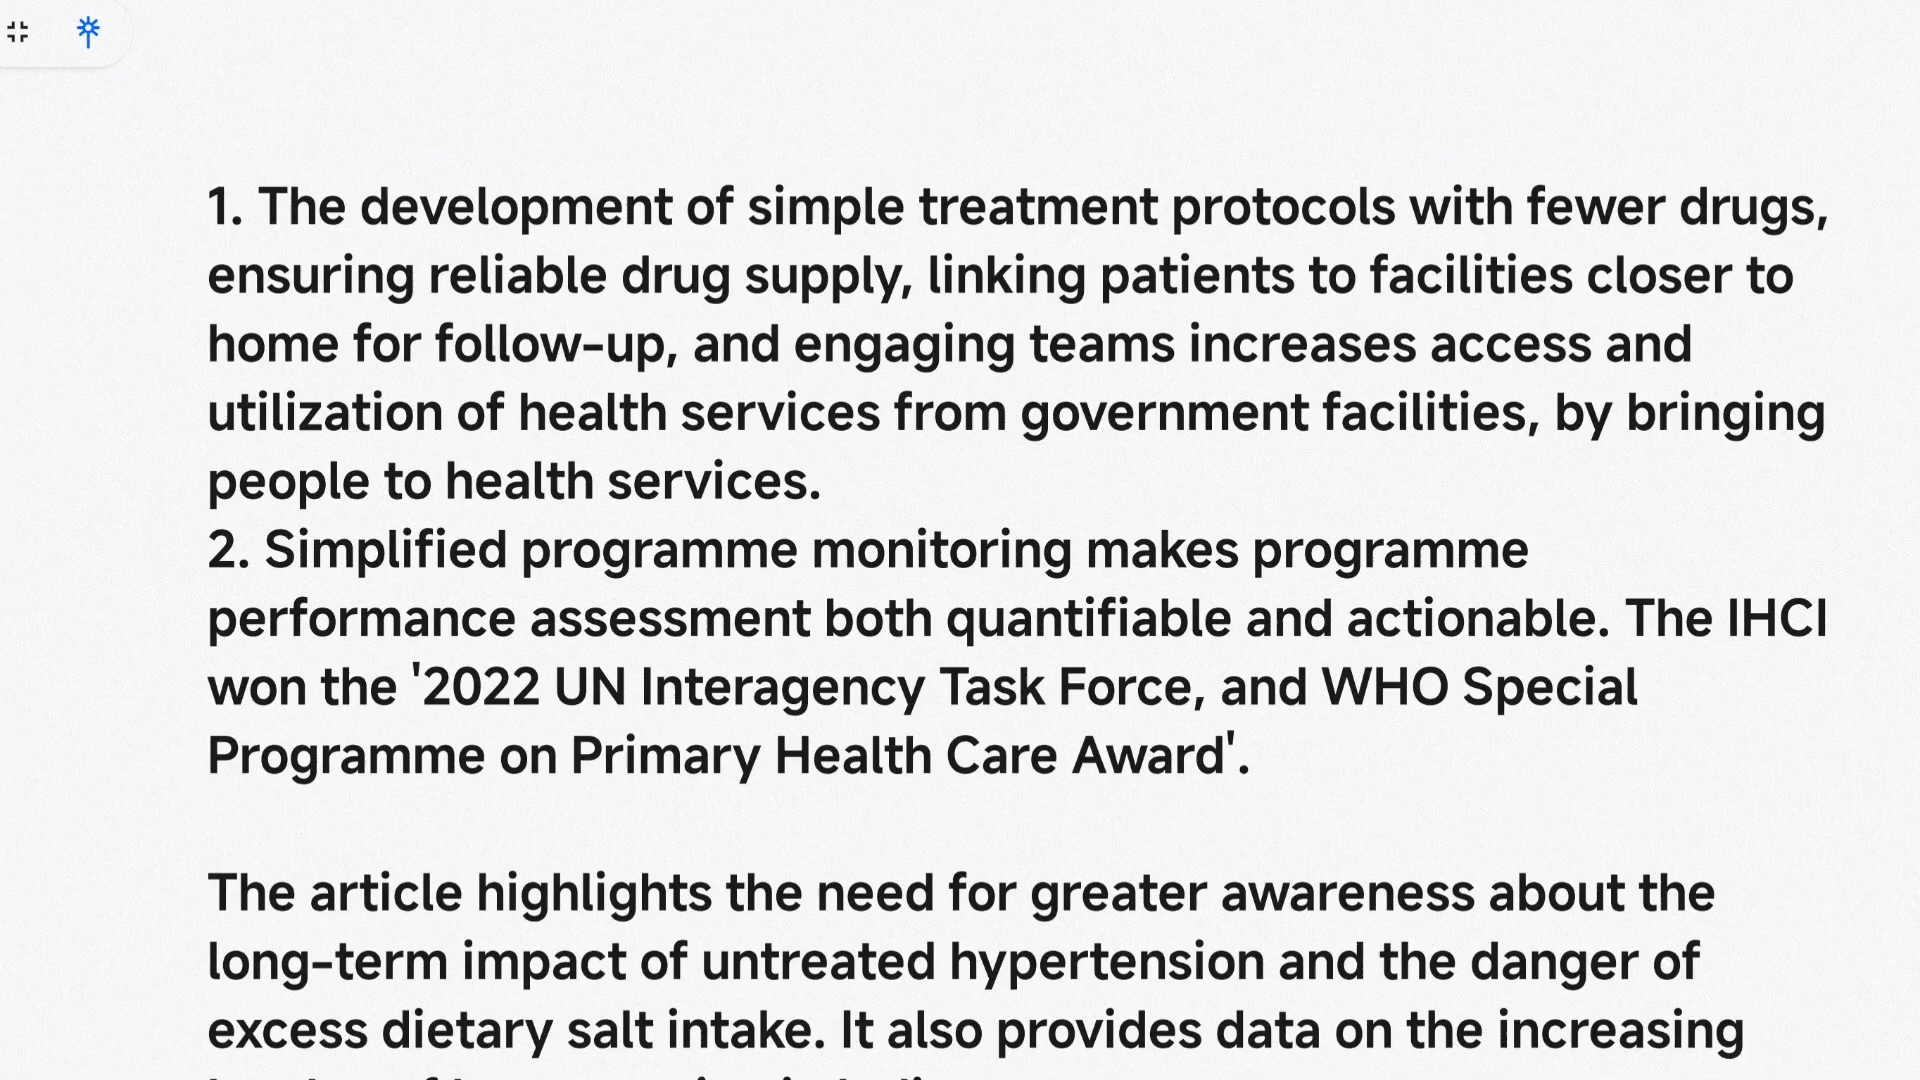 1. The development of simple treatment protocols with fewer drugs,
ensuring reliable drug supply, linking patients to facilities closer to
home for follow-up, and engaging teams increases access and
utilization of health services from government facilities, by bringing
people to health services.
2. Simplified programme monitoring makes programme
performance assessment both quantifiable and actionable. The IHCI
won the '2022 UN Interagency Task Force, and WHO Special
Programme on Primary Health Care Award'.
The article highlights the need for greater awareness about the
long-term impact of untreated hypertension and the danger of
excess dietary salt intake. It also provides data on the increasing